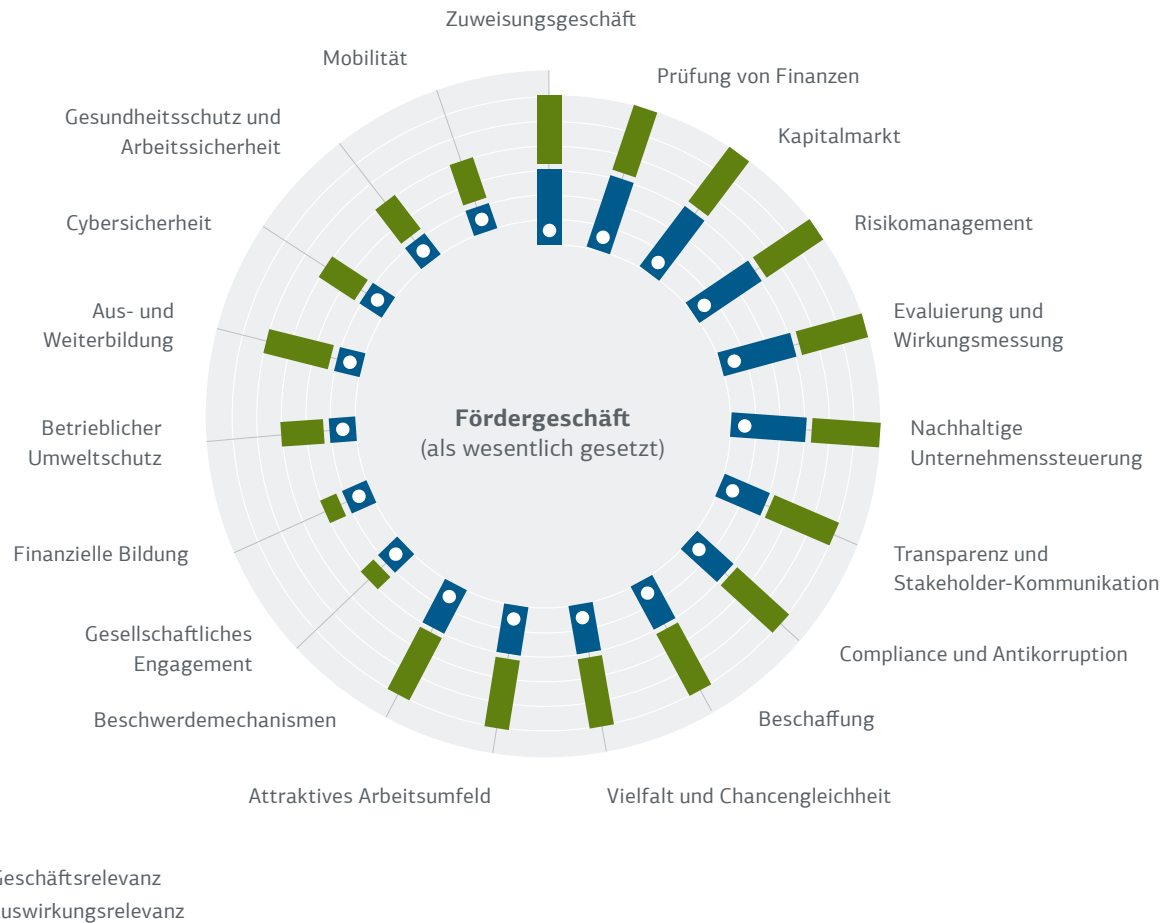 Zuweisungsgeschäft
Mobilität
Prüfung von Finanzen
Gesundheitsschutz und
Arbeitssicherheit
Kapitalmarkt
Cybersicherheit
Risikomanagement
Aus- und
Weiterbildung
Evaluierung und
Wirkungsmessung
Fördergeschäft
(als wesentlich gesetzt)
Betrieblicher
Umweltschutz
Nachhaltige
Unternehmenssteuerung
Finanzielle Bildung
Transparenz und
Stakeholder-Kommunikation
Gesellschaftliches
Engagement
Compliance und Antikorruption
Beschwerdemechanismen
Beschaffung
Attraktives Arbeitsumfeld
Vielfalt und Chancengleichheit
Geschäftsrelevanz
uswirkungsrelevanz